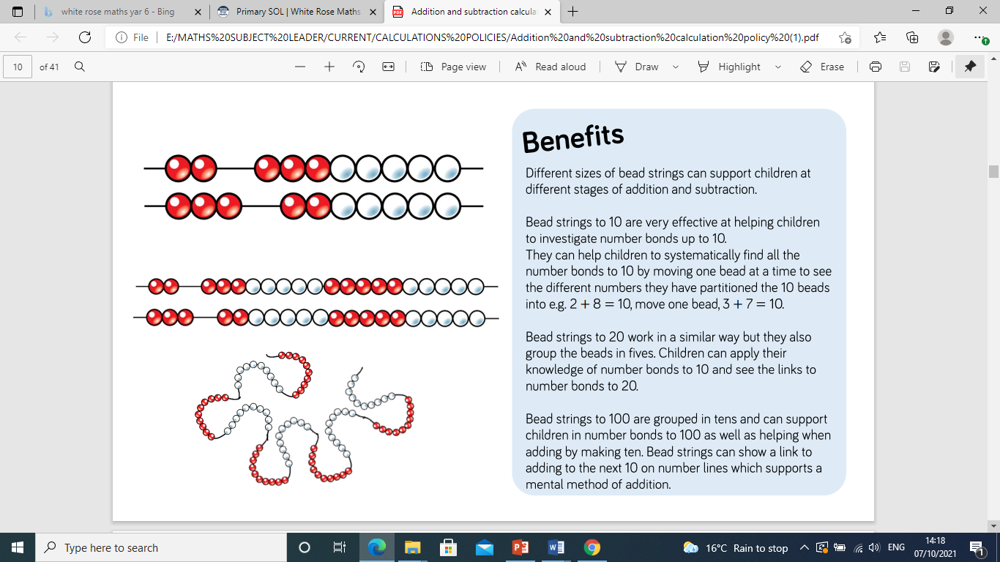 white rose maths yar 6 - Bing
Primary SOL | White Rose Maths
Addition and subtraction calcula
File
E:/MATHS%20SUBJECT%20LEADER/CURRENT/CALCULATIONS%20POLICIES/Addition%20and%20subtraction%20calculation%20policy%20(1).pdf
10 of 41
Page view
Read aloud
Draw
Highlight
Erase
Benefits
Different sizes of bead strings can support children at
different stages of addition and subtraction.
Bead strings to 10 are very effective at helping children
to investigate number bonds up to 10.
They can help children to systematically find all the
number bonds to 10 by moving one bead at a time to see
the different numbers they have partitioned the 10 beads
into e.g. 2 + 8 = 10, move one bead, 3 + 7 = 10.
Bead strings to 20 work in a similar way but they also
group the beads in fives. Children can apply their
knowledge of number bonds to 10 and see the links to
number bonds to 20.
Bead strings to 100 are grouped in tens and can support
children in number bonds to 100 as well as helping when
adding by making ten. Bead strings can show a link to
adding to the next 10 on number lines which supports a
mental method of addition.
Type here to search
16°C Rain to stop
ENG
14:18
07/10/2021
1